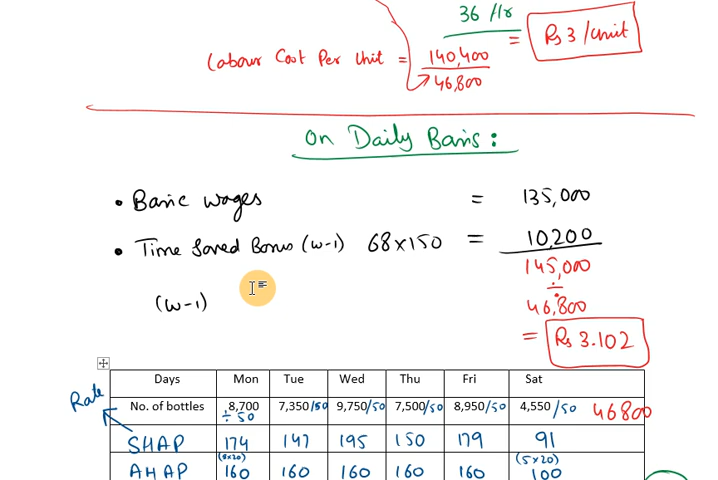 36 /hr
Labour Cost Per Unit = 140,400 = Rs 3 /unit
46,800
On Daily Basis:
• Basic Wages = 135,000
• Time Saved Bonus (w-1) 68 x 150 = 10,200
145,000
÷
(w-1) 46,800
= Rs 3.102
Days Mon Tue Wed Thu Fri Sat
Rate
No. of bottles 8,700 7,350/50 9,750/50 7,500/50 8,950/50 4,550/50 46800
÷ 50
SHAP 174 147 195 150 179 91
(8x20) (5x20)
AHAP 160 160 160 160 160 100